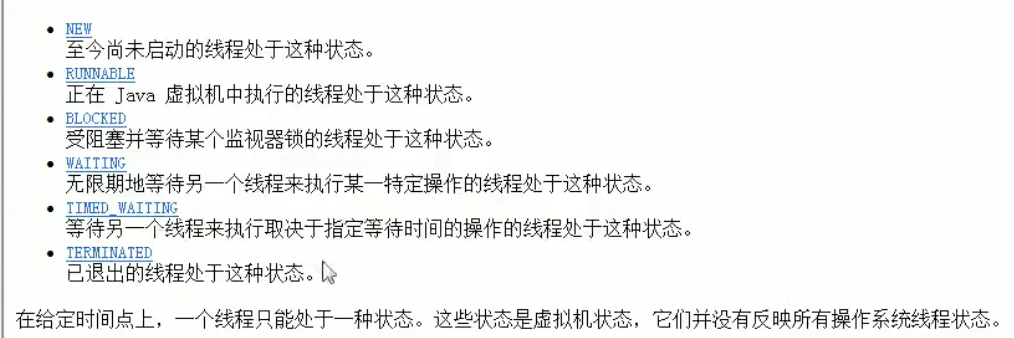 NEW
至今尚未启动的线程处于这种状态。
RUNNABLE
正在 Java 虚拟机中执行的线程处于这种状态。
BLOCKED
受阻塞并等待某个监视器锁的线程处于这种状态。
WAITING
无限期地等待另一个线程来执行某一特定操作的线程处于这种状态。
TIMED_WAITING
等待另一个线程来执行取决于指定等待时间的操作的线程处于这种状态。
TERMINATED
已退出的线程处于这种状态。
在给定时间点上，一个线程只能处于一种状态。这些状态是虚拟机状态，它们并没有反映所有操作系统线程状态。